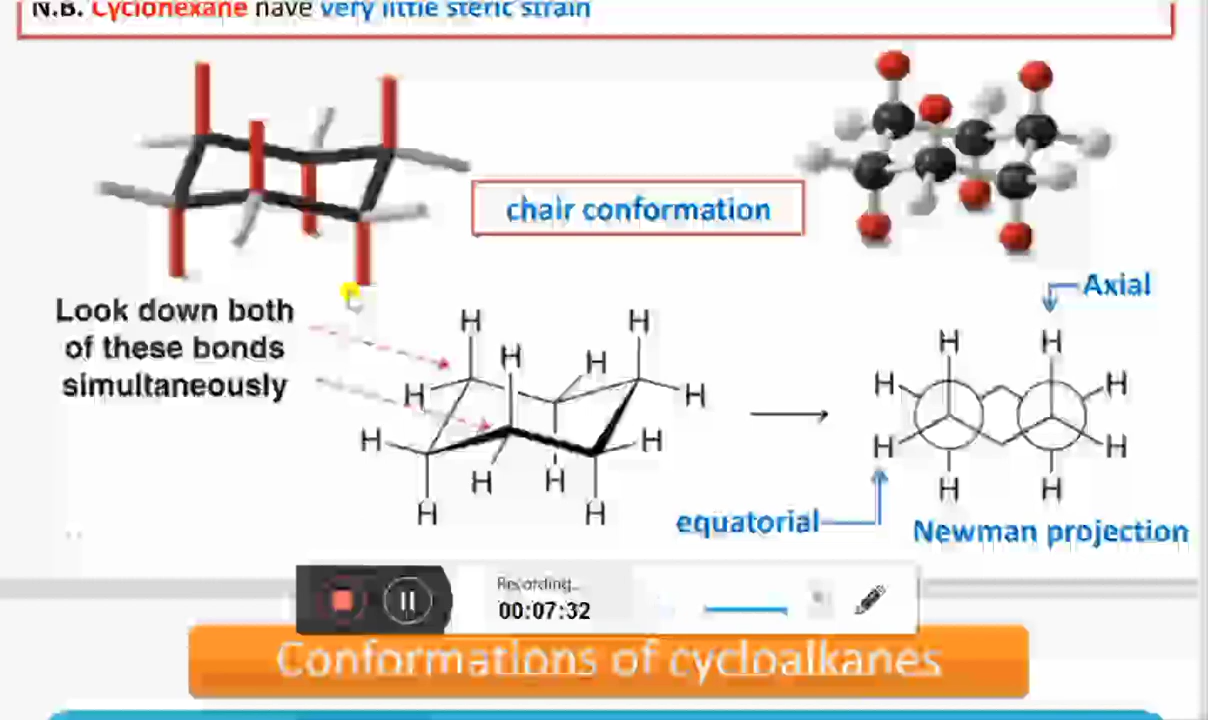 N.B. Cyclohexane have very little steric strain
chair conformation
Axial
Look down both
of these bonds
simultaneously
H H
H H
H H
H H
H H
H H
H H
H H
H H
H H
H H
equatorial
Newman projection
Recording...
00:07:32
Conformations of cycloalkanes